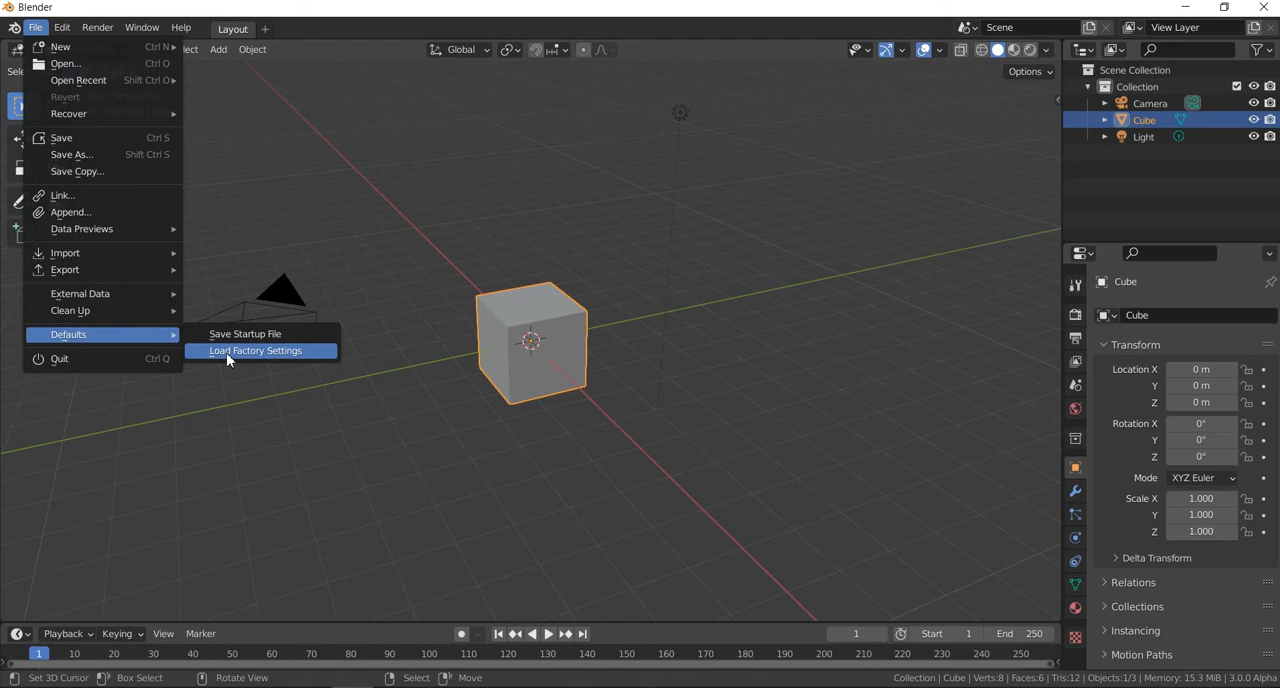 Blender
File Edit Render Window Help Layout + Scene View Layer
New Ctrl N
Open... Ctrl O
Open Recent Shift Ctrl O
Revert
Recover
Save Ctrl S
Save As... Shift Ctrl S
Save Copy...
Link...
Append...
Data Previews
Import
Export
External Data
Clean Up
Defaults
Quit Ctrl Q
Save Startup File
Load Factory Settings
Add Object Global
Options
Scene Collection
Collection
Camera
Cube
Light
Cube
Cube
Transform
Location X 0 m
Y 0 m
Z 0 m
Rotation X 0°
Y 0°
Z 0°
Mode XYZ Euler
Scale X 1.000
Y 1.000
Z 1.000
Delta Transform
Relations
Collections
Instancing
Motion Paths
Playback Keying View Marker 1 Start 1 End 250
1 10 20 30 40 50 60 70 80 90 100 110 120 130 140 150 160 170 180 190 200 210 220 230 240 250
Set 3D Cursor Box Select Rotate View Select Move Collection | Cube | Verts:8 | Faces:6 | Tris:12 | Objects:1/3 | Memory: 15.3 MiB | 3.0.0 Alpha